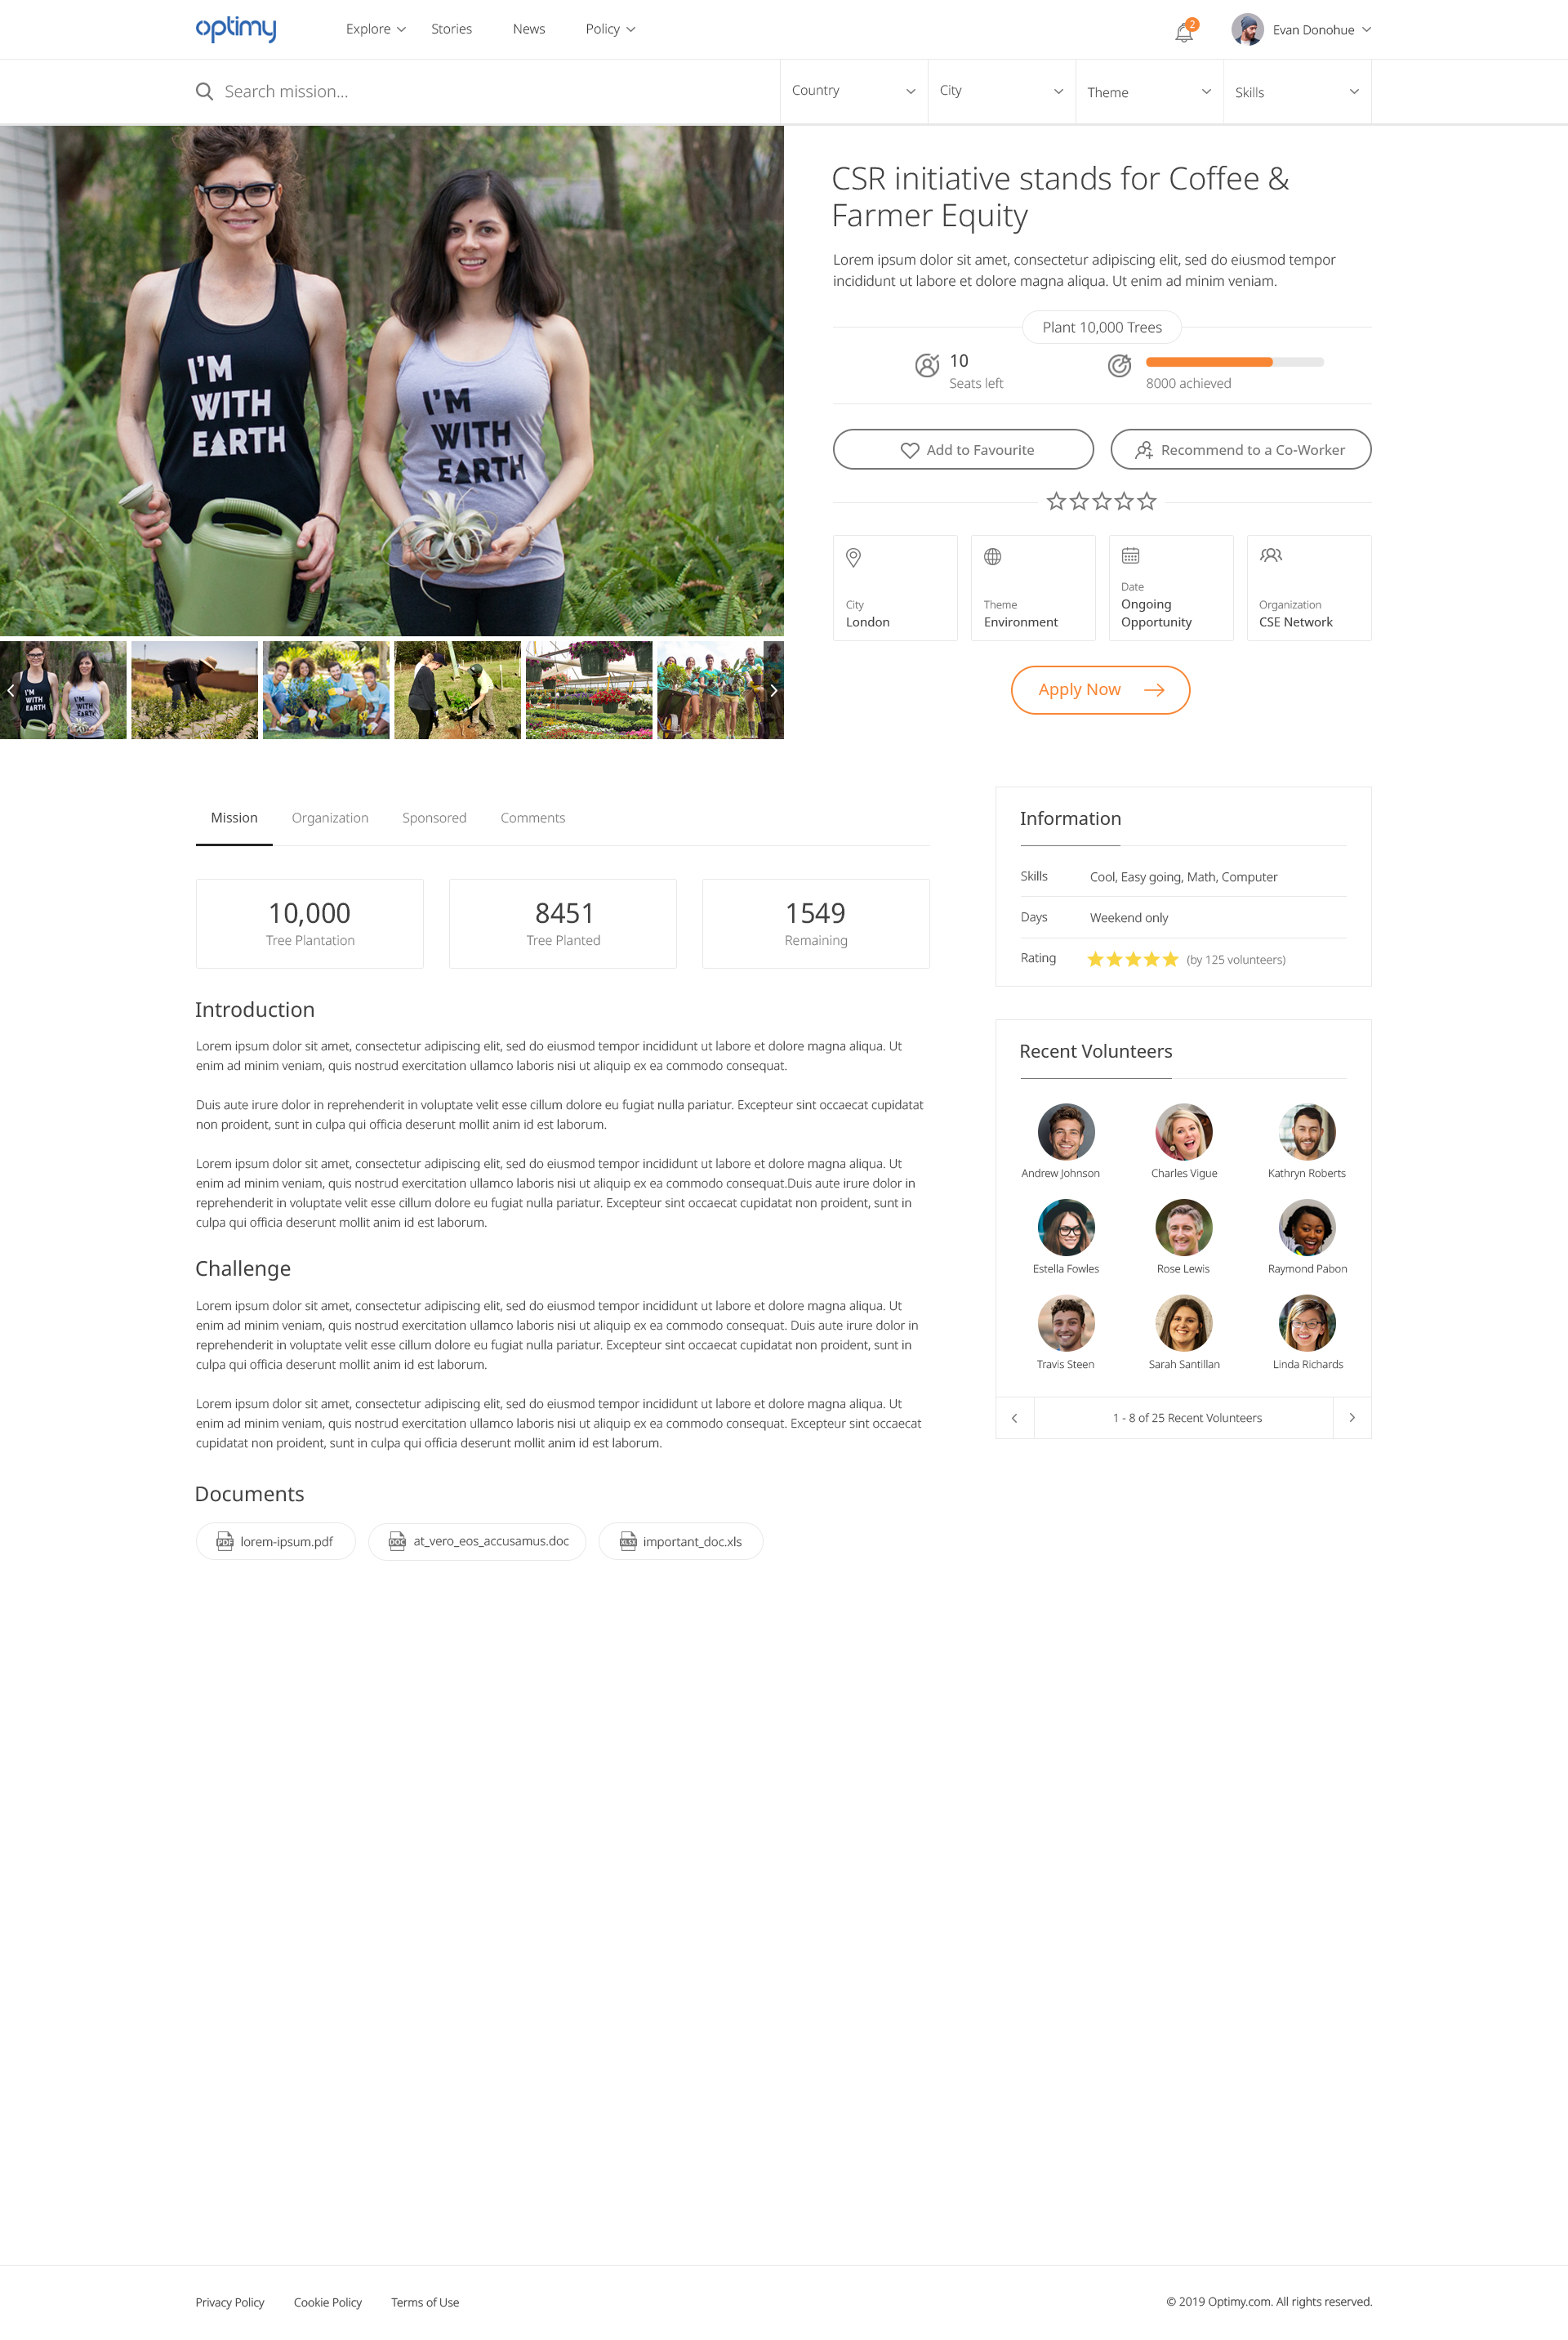 optimy
Explore
Stories
News
Policy
2
Evan Donohue
Search mission...
Country
City
Theme
Skills
I'M
WITH
EARTH
I'M
WITH
EARTH
CSR initiative stands for Coffee &
Farmer Equity
Lorem ipsum dolor sit amet, consectetur adipiscing elit, sed do eiusmod tempor
incididunt ut labore et dolore magna aliqua. Ut enim ad minim veniam.
Plant 10,000 Trees
10
Seats left
8000 achieved
Add to Favourite
Recommend to a Co-Worker
City
London
Theme
Environment
Date
Ongoing
Opportunity
Organization
CSE Network
I'M
WITH
EARTH
I'M
WITH
EARTH
Apply Now
Mission
Organization
Sponsored
Comments
10,000
Tree Plantation
8451
Tree Planted
1549
Remaining
Introduction
Lorem ipsum dolor sit amet, consectetur adipiscing elit, sed do eiusmod tempor incididunt ut labore et dolore magna aliqua. Ut
enim ad minim veniam, quis nostrud exercitation ullamco laboris nisi ut aliquip ex ea commodo consequat.
Duis aute irure dolor in reprehenderit in voluptate velit esse cillum dolore eu fugiat nulla pariatur. Excepteur sint occaecat cupidatat
non proident, sunt in culpa qui officia deserunt mollit anim id est laborum.
Lorem ipsum dolor sit amet, consectetur adipiscing elit, sed do eiusmod tempor incididunt ut labore et dolore magna aliqua. Ut
enim ad minim veniam, quis nostrud exercitation ullamco laboris nisi ut aliquip ex ea commodo consequat.Duis aute irure dolor in
reprehenderit in voluptate velit esse cillum dolore eu fugiat nulla pariatur. Excepteur sint occaecat cupidatat non proident, sunt in
culpa qui officia deserunt mollit anim id est laborum.
Challenge
Lorem ipsum dolor sit amet, consectetur adipiscing elit, sed do eiusmod tempor incididunt ut labore et dolore magna aliqua. Ut
enim ad minim veniam, quis nostrud exercitation ullamco laboris nisi ut aliquip ex ea commodo consequat. Duis aute irure dolor in
reprehenderit in voluptate velit esse cillum dolore eu fugiat nulla pariatur. Excepteur sint occaecat cupidatat non proident, sunt in
culpa qui officia deserunt mollit anim id est laborum.
Lorem ipsum dolor sit amet, consectetur adipiscing elit, sed do eiusmod tempor incididunt ut labore et dolore magna aliqua. Ut
enim ad minim veniam, quis nostrud exercitation ullamco laboris nisi ut aliquip ex ea commodo consequat. Excepteur sint occaecat
cupidatat non proident, sunt in culpa qui officia deserunt mollit anim id est laborum.
Documents
PDF
lorem-ipsum.pdf
DOC
at_vero_eos_accusamus.doc
XLSX
important_doc.xls
Information
Skills
Cool, Easy going, Math, Computer
Days
Weekend only
Rating
(by 125 volunteers)
Recent Volunteers
Andrew Johnson
Charles Vigue
Kathryn Roberts
Estella Fowles
Rose Lewis
Raymond Pabon
Travis Steen
Sarah Santillan
Linda Richards
1 - 8 of 25 Recent Volunteers
Privacy Policy
Cookie Policy
Terms of Use
© 2019 Optimy.com. All rights reserved.